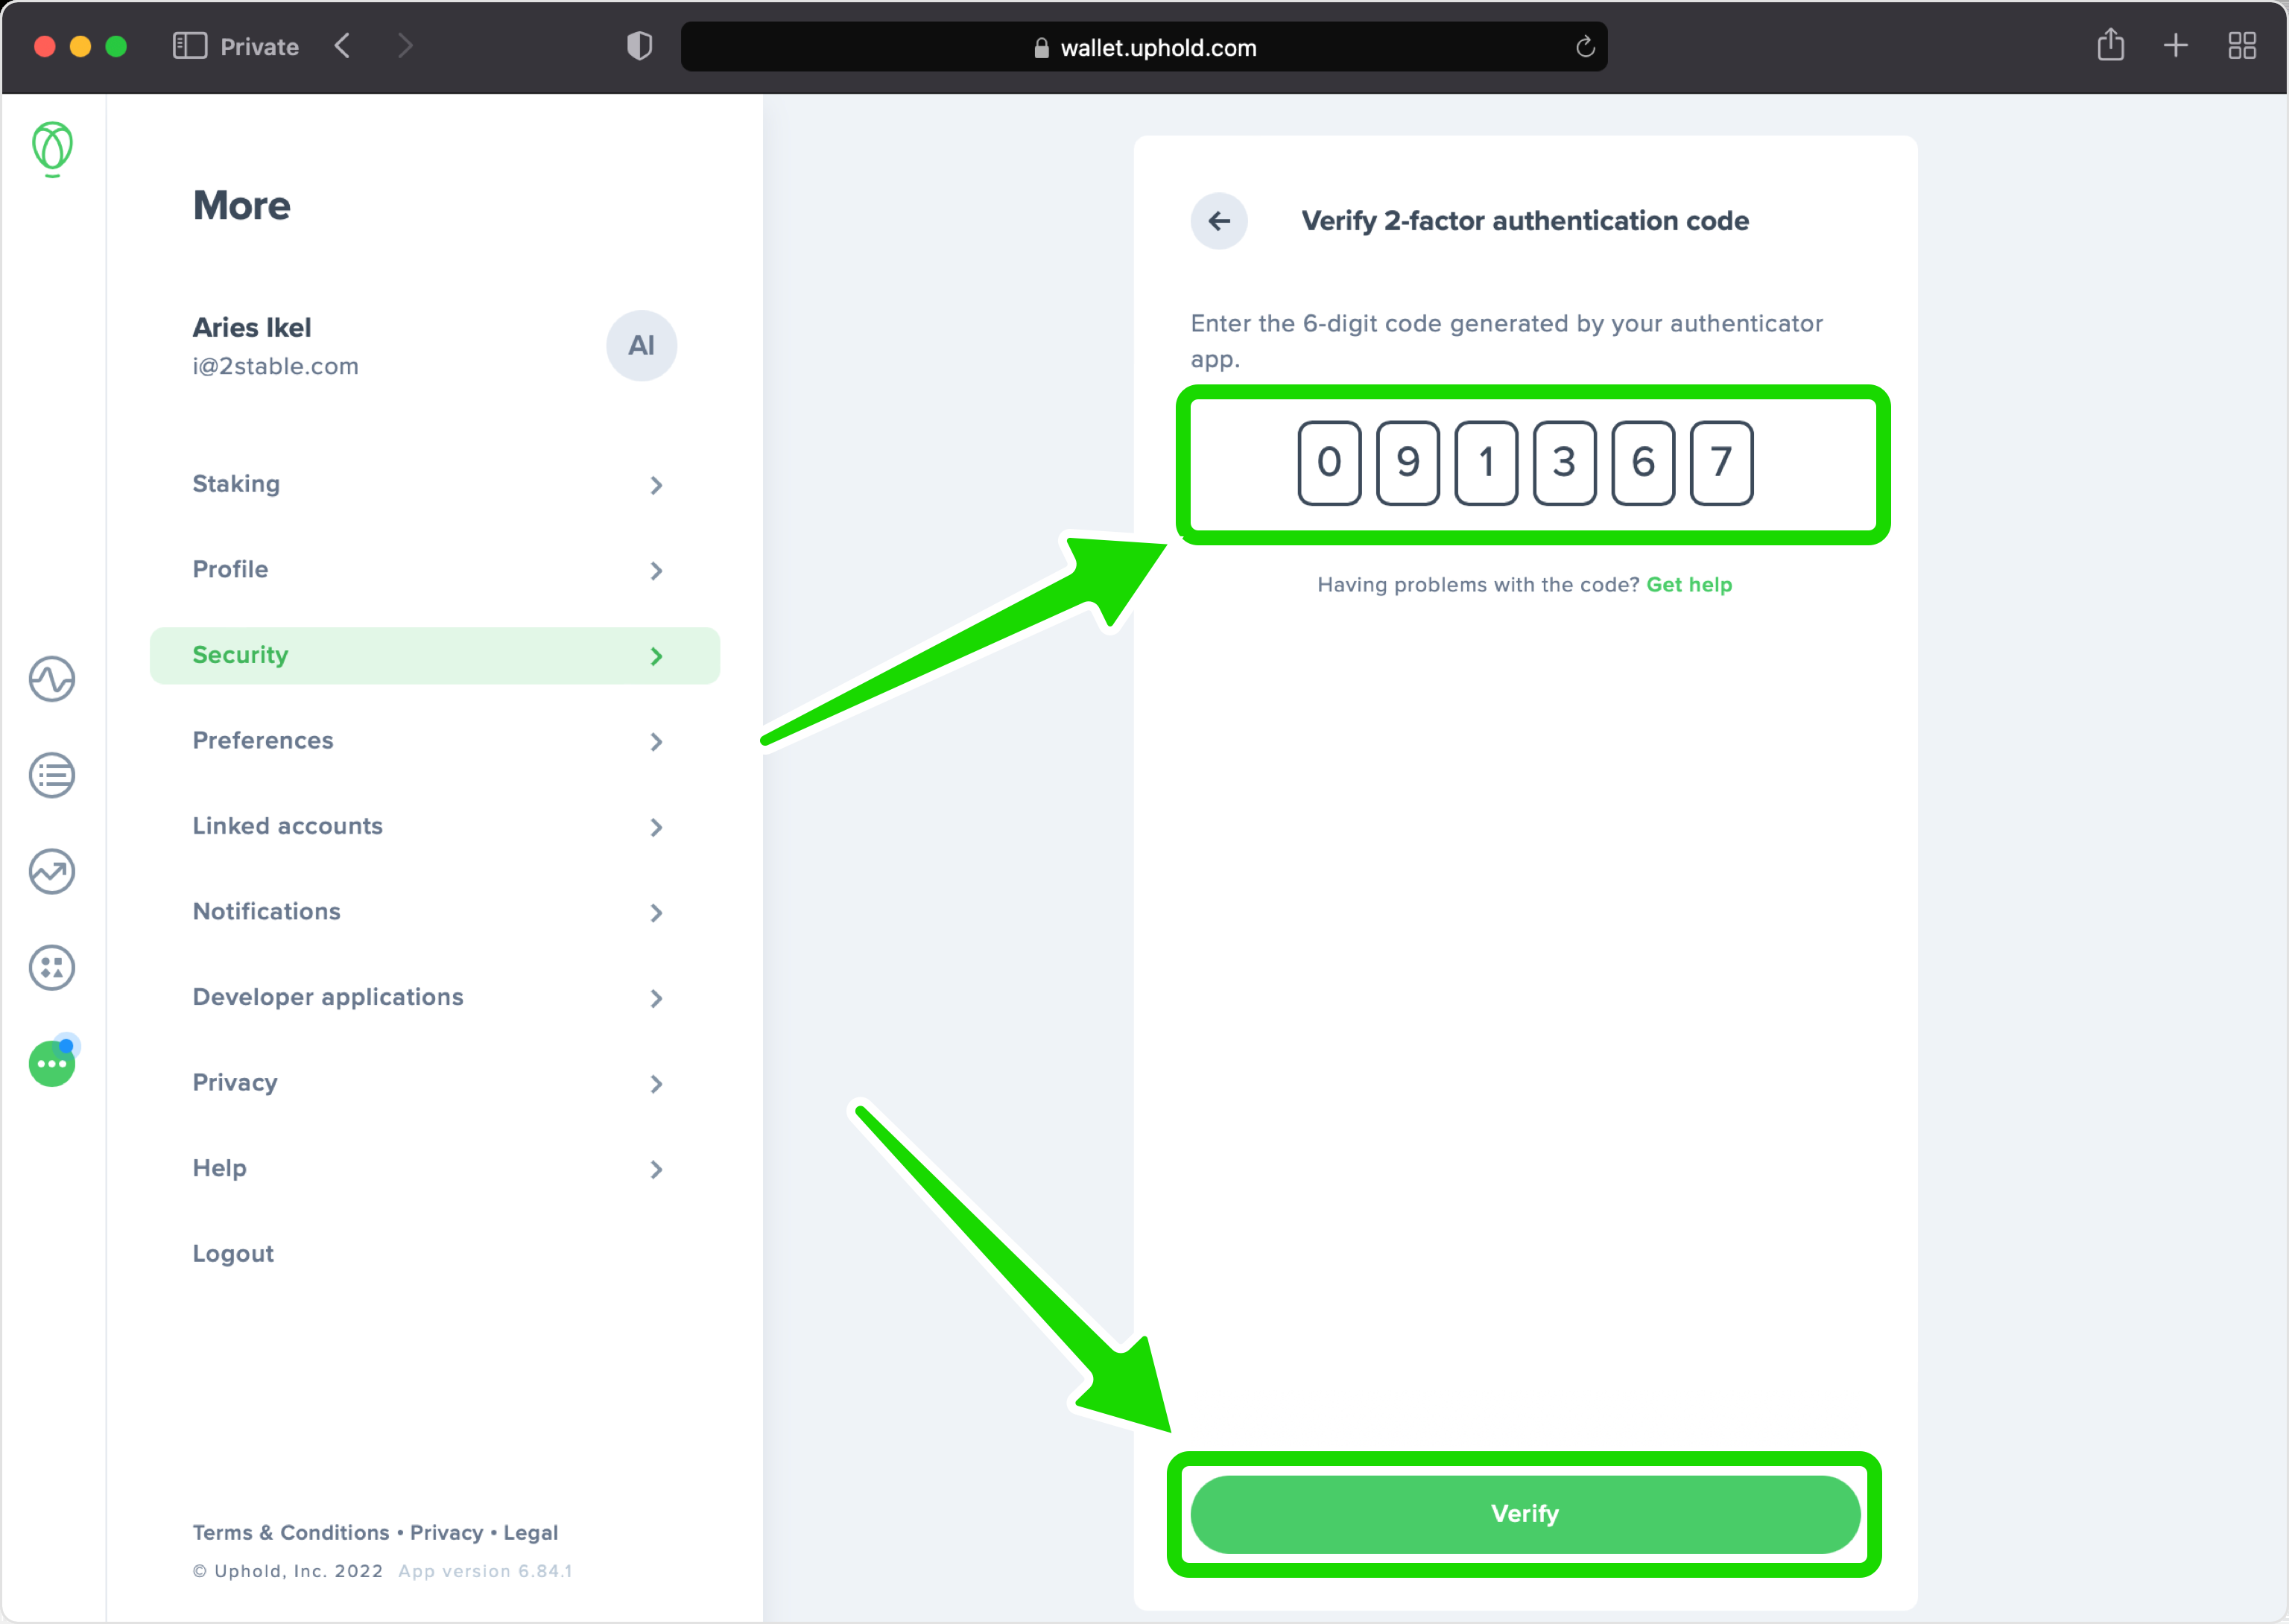 Private
wallet.uphold.com
More
Aries Ikel
i@2stable.com
AI
Staking
Profile
Security
Preferences
Linked accounts
Notifications
Developer applications
Privacy
Help
Logout
Terms & Conditions • Privacy • Legal
© Uphold, Inc. 2022 App version 6.84.1
Verify 2-factor authentication code
Enter the 6-digit code generated by your authenticator
app.
0 9 1 3 6 7
Having problems with the code? Get help
Verify